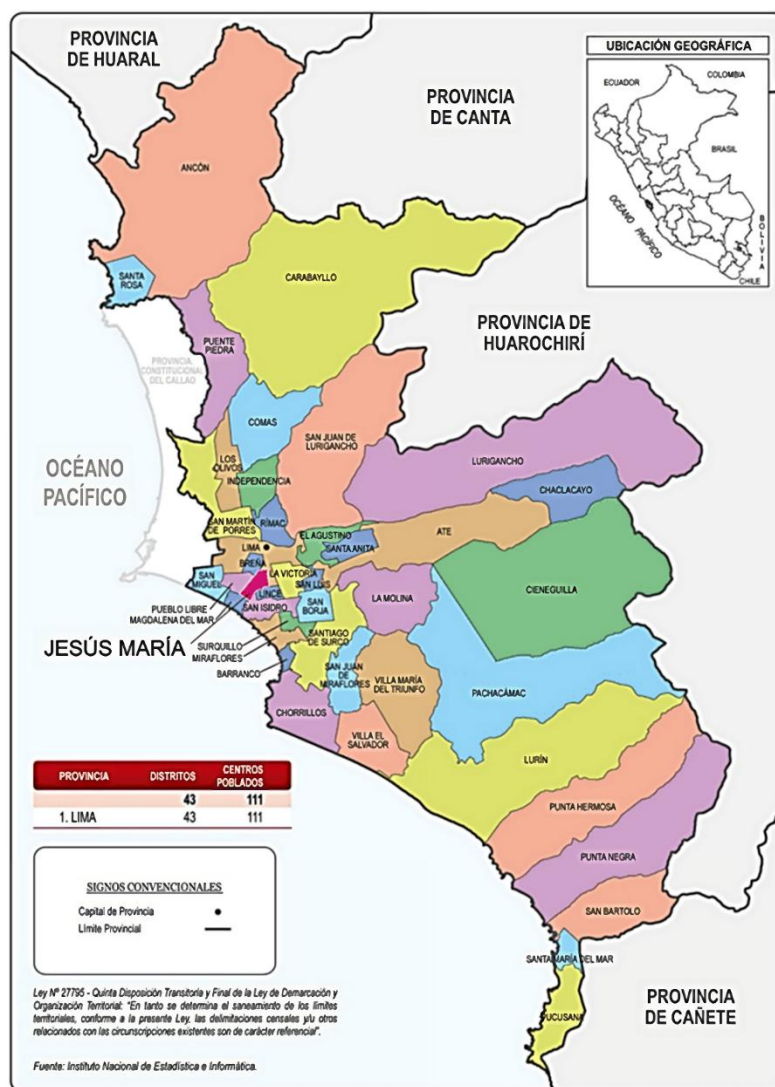 PROVINCIA
DE HUARAL
PROVINCIA
DE CANTA
UBICACIÓN GEOGRÁFICA
ECUADOR
COLOMBIA
BRASIL
OCÉANO PACÍFICO
BOLIVIA
CHILE
ANCÓN
SANTA
ROSA
CARABAYLLO
PUENTE
PIEDRA
PROVINCIA
CONSTITUCIONAL
DEL CALLAO
PROVINCIA DE
HUAROCHIRÍ
COMAS
SAN JUAN DE
LURIGANCHO
LURIGANCHO
OCÉANO
PACÍFICO
LOS
OLIVOS
INDEPENDENCIA
CHACLACAYO
SAN MARTÍN
DE PORRES
RÍMAC
EL AGUSTINO
ATE
LIMA
SANTA ANITA
BREÑA
LA VICTORIA
SAN
MIGUEL
SAN LUIS
LINCE
CIENEGUILLA
LA MOLINA
PUEBLO LIBRE
MAGDALENA DEL MAR
SAN ISIDRO
SAN
BORJA
JESÚS MARÍA
SURQUILLO
MIRAFLORES
BARRANCO
SANTIAGO
DE SURCO
SAN JUAN
DE
MIRAFLORES
VILLA MARÍA
DEL TRIUNFO
PACHACÁMAC
CHORRILLOS
VILLA EL
SALVADOR
LURÍN
PROVINCIA DISTRITOS CENTROS
POBLADOS
43 111
1. LIMA 43 111
PUNTA HERMOSA
PUNTA NEGRA
SAN BARTOLO
SANTA MARÍA DEL MAR
PUCUSANA
PROVINCIA
DE CAÑETE
SIGNOS CONVENCIONALES
Capital de Provincia
Límite Provincial
Ley Nº 27795 - Quinta Disposición Transitoria y Final de la Ley de Demarcación y
Organización Territorial: "En tanto se determina el saneamiento de los límites
territoriales, conforme a la presente Ley, las delimitaciones censales y/u otros
relacionados con las circunscripciones existentes son de carácter referencial".
Fuente: Instituto Nacional de Estadística e Informática.